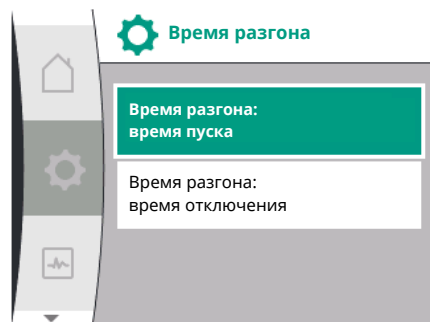 Время разгона
Время разгона:
время пуска
Время разгона:
время отключения